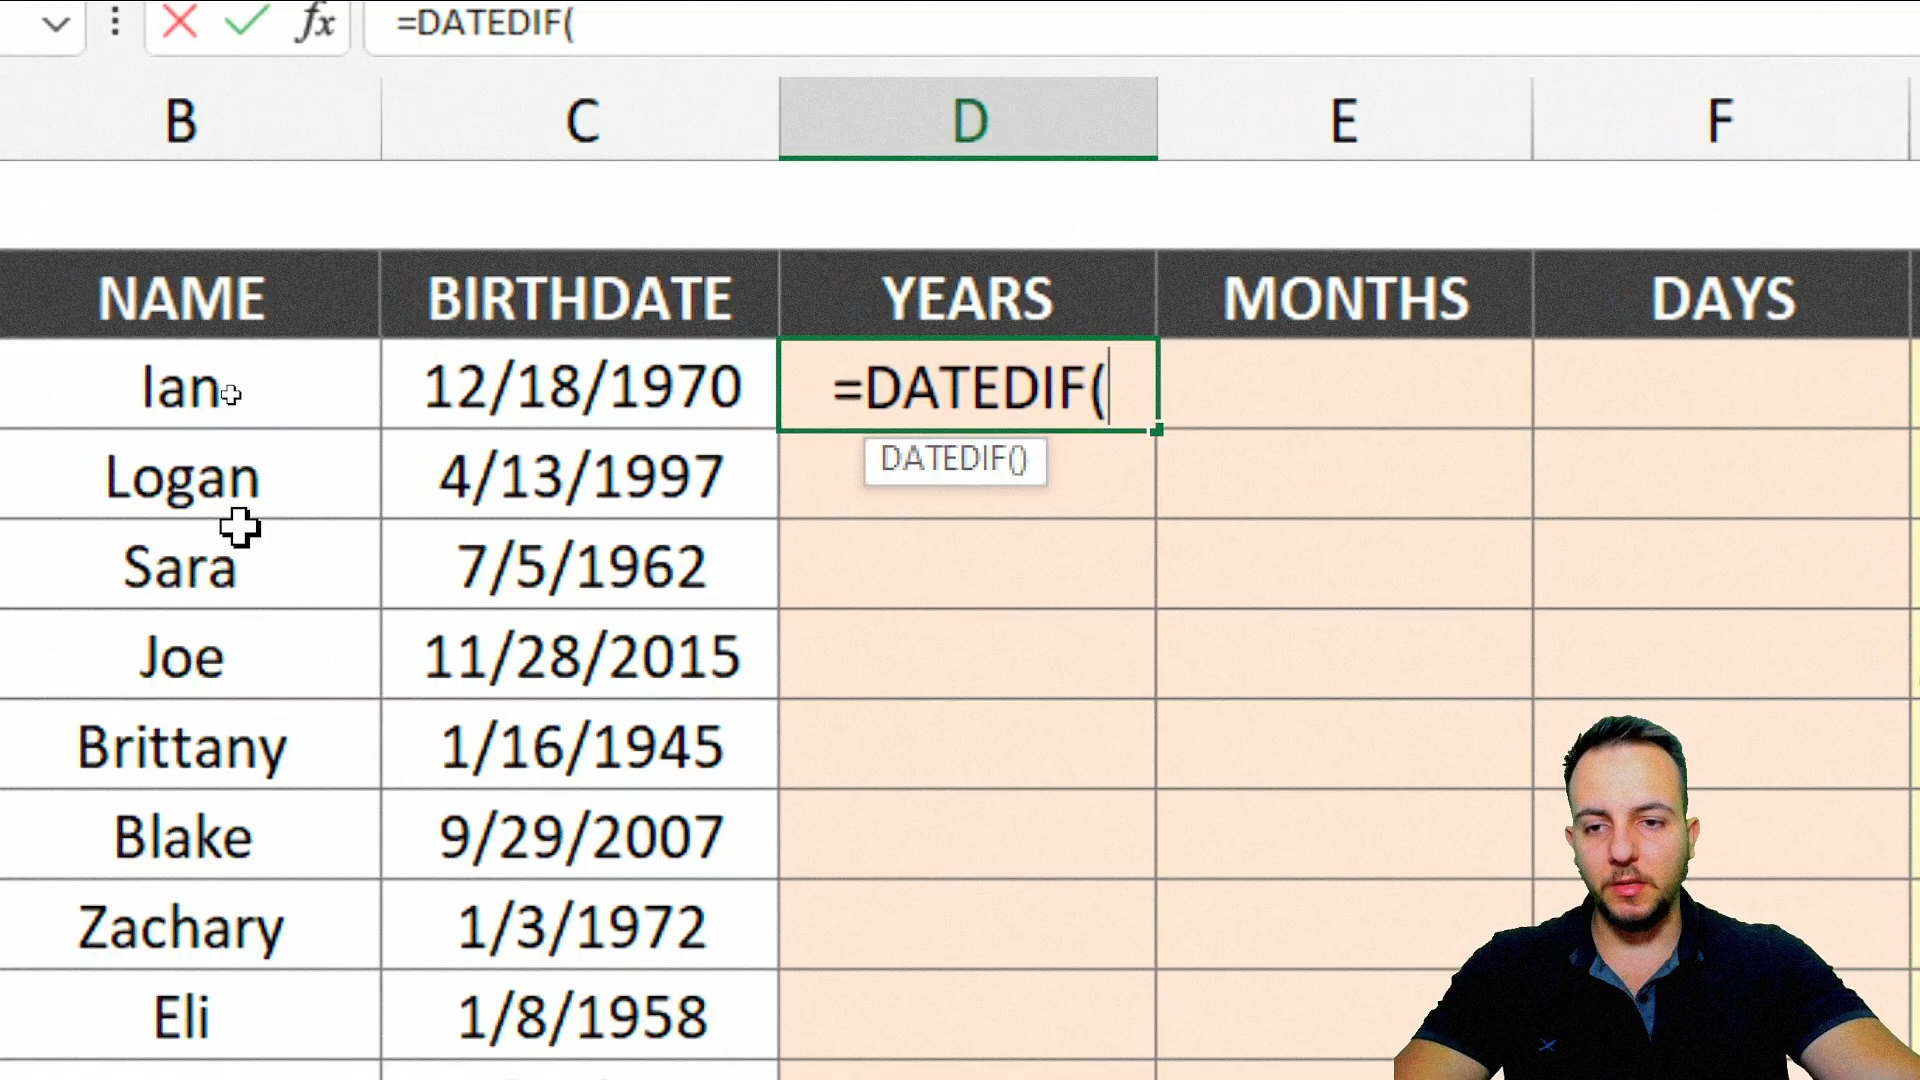 fx =DATEDIF(
B C D E F
NAME BIRTHDATE YEARS MONTHS DAYS
Ian 12/18/1970 =DATEDIF(
DATEDIF()
Logan 4/13/1997
Sara 7/5/1962
Joe 11/28/2015
Brittany 1/16/1945
Blake 9/29/2007
Zachary 1/3/1972
Eli 1/8/1958